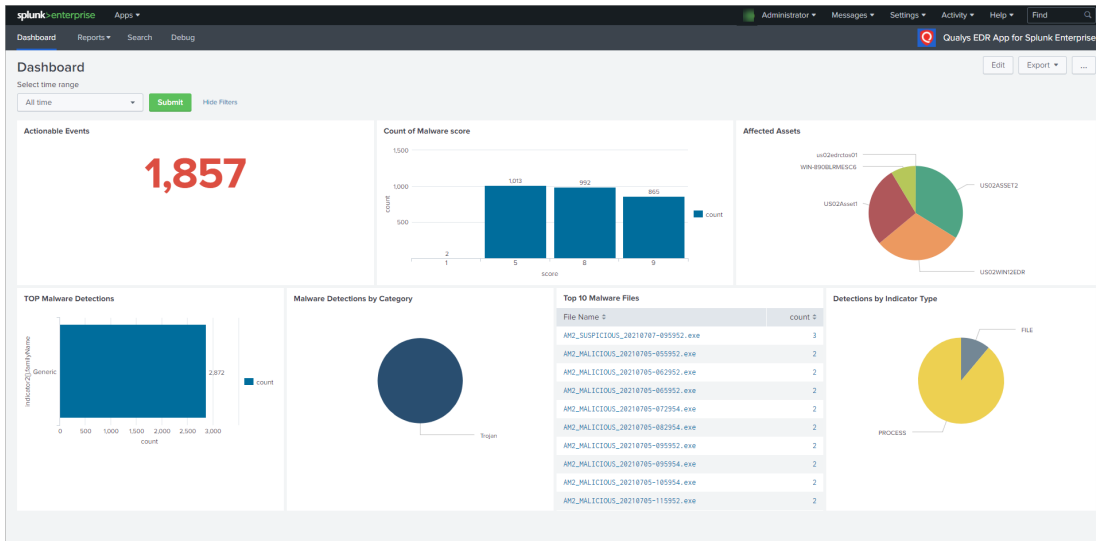 splunk>enterprise Apps Administrator Messages Settings Activity Help Find
Dashboard Reports Search Debug Qualys EDR App for Splunk Enterprise
Dashboard
Edit Export ...
Select time range
All time Submit Hide Filters
Actionable Events
1,857
Count of Malware score
1,500
1,000
500
count
2
1,013
992
865
1 5 8 9
score
count
Affected Assets
us02edrctos01
WIN-890BLRMESC6
US02Asset1
US02ASSET2
US02WIN12EDR
TOP Malware Detections
indicator2{}.familyName
Generic
2,872
count
0 500 1,000 1,500 2,000 2,500 3,000
count
Malware Detections by Category
Trojan
Top 10 Malware Files
File Name count
AM2_SUSPICIOUS_20210707-095952.exe 3
AM2_MALICIOUS_20210705-055952.exe 2
AM2_MALICIOUS_20210705-062952.exe 2
AM2_MALICIOUS_20210705-065952.exe 2
AM2_MALICIOUS_20210705-072954.exe 2
AM2_MALICIOUS_20210705-082954.exe 2
AM2_MALICIOUS_20210705-095952.exe 2
AM2_MALICIOUS_20210705-095954.exe 2
AM2_MALICIOUS_20210705-105954.exe 2
AM2_MALICIOUS_20210705-115952.exe 2
Detections by Indicator Type
FILE
PROCESS